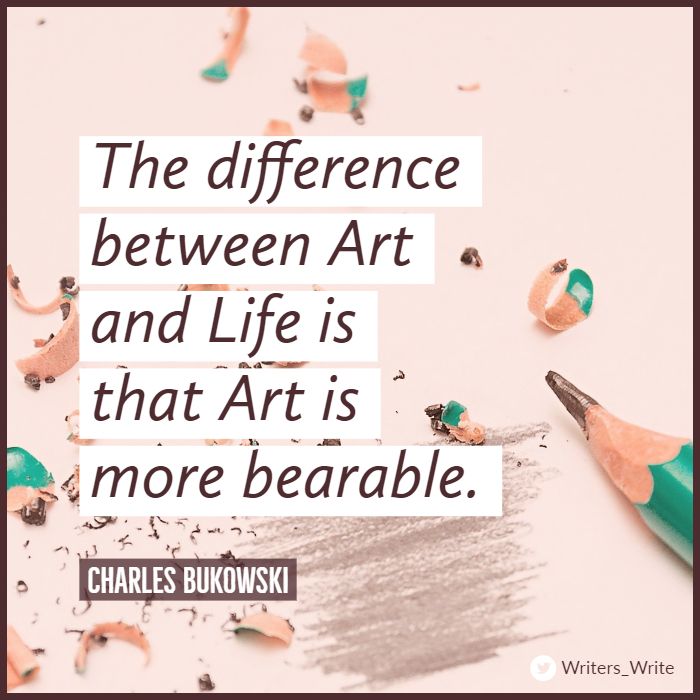 The difference
between Art
and Life is
that Art is
more bearable.
CHARLES BUKOWSKI
Writers_Write